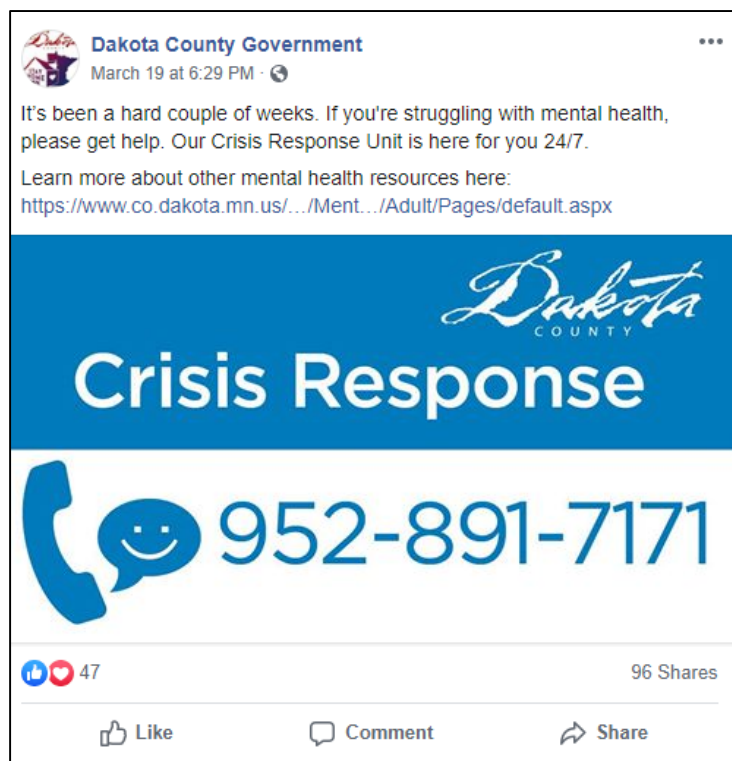 Dakota County Government
March 19 at 6:29 PM ·
It's been a hard couple of weeks. If you're struggling with mental health,
please get help. Our Crisis Response Unit is here for you 24/7.
Learn more about other mental health resources here:
https://www.co.dakota.mn.us/…/Ment…/Adult/Pages/default.aspx
Dakota
COUNTY
Crisis Response
952-891-7171
47
96 Shares
Like
Comment
Share